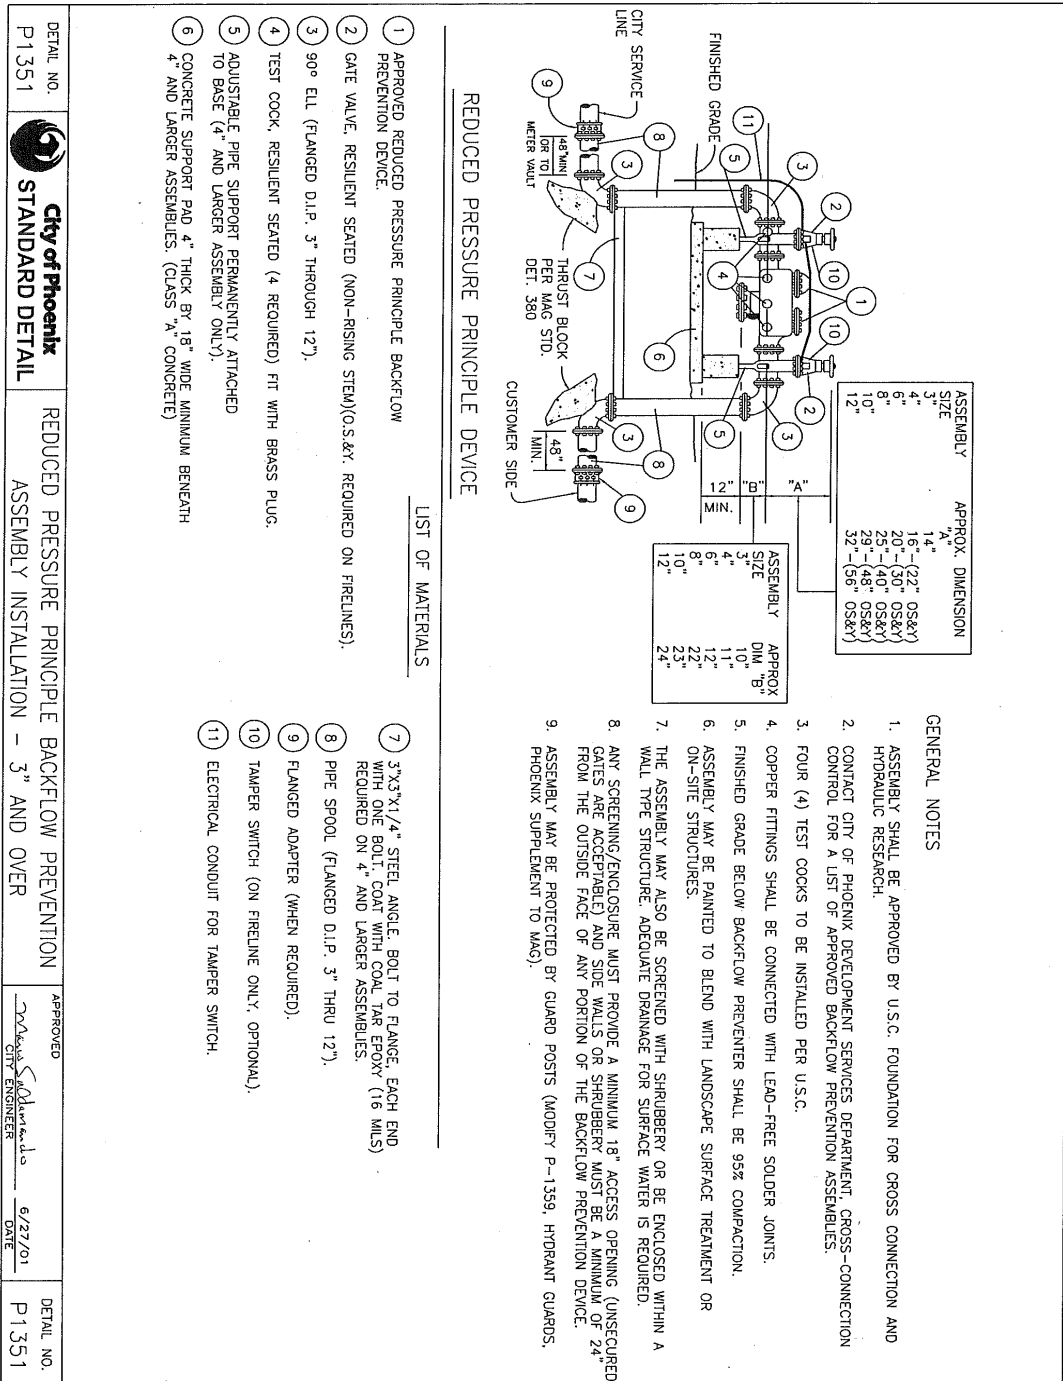 CITY SERVICE
LINE
FINISHED GRADE
9
8
11
5
3
2
10
4
1
10
2
3
5
6
7
3
8
9
3
48"MIN
OR TO
METER VAULT
THRUST BLOCK
PER MAG STD.
DET. 380
CUSTOMER SIDE
48"
MIN.
12"
MIN.
"B"
"A"
ASSEMBLY APPROX. DIMENSION
SIZE "A"
3" 14"
4" 16"-(22" OS&Y)
6" 20"-(30" OS&Y)
8" 25"-(40" OS&Y)
10" 29"-(48" OS&Y)
12" 32"-(56" OS&Y)
ASSEMBLY APPROX
SIZE DIM "B"
3" 10"
4" 11"
6" 12"
8" 22"
10" 23"
12" 24"
REDUCED PRESSURE PRINCIPLE DEVICE
GENERAL NOTES
1. ASSEMBLY SHALL BE APPROVED BY U.S.C. FOUNDATION FOR CROSS CONNECTION AND
HYDRAULIC RESEARCH.
2. CONTACT CITY OF PHOENIX DEVELOPMENT SERVICES DEPARTMENT, CROSS-CONNECTION
CONTROL FOR A LIST OF APPROVED BACKFLOW PREVENTION ASSEMBLIES.
3. FOUR (4) TEST COCKS TO BE INSTALLED PER U.S.C.
4. COPPER FITTINGS SHALL BE CONNECTED WITH LEAD-FREE SOLDER JOINTS.
5. FINISHED GRADE BELOW BACKFLOW PREVENTER SHALL BE 95% COMPACTION.
6. ASSEMBLY MAY BE PAINTED TO BLEND WITH LANDSCAPE SURFACE TREATMENT OR
ON-SITE STRUCTURES.
7. THE ASSEMBLY MAY ALSO BE SCREENED WITH SHRUBBERY OR BE ENCLOSED WITHIN A
WALL TYPE STRUCTURE. ADEQUATE DRAINAGE FOR SURFACE WATER IS REQUIRED.
8. ANY SCREENING/ENCLOSURE MUST PROVIDE A MINIMUM 18" ACCESS OPENING (UNSECURED
GATES ARE ACCEPTABLE) AND SIDE WALLS OR SHRUBBERY MUST BE A MINIMUM OF 24"
FROM THE OUTSIDE FACE OF ANY PORTION OF THE BACKFLOW PREVENTION DEVICE.
9. ASSEMBLY MAY BE PROTECTED BY GUARD POSTS (MODIFY P-1359, HYDRANT GUARDS,
PHOENIX SUPPLEMENT TO MAG).
LIST OF MATERIALS
1 APPROVED REDUCED PRESSURE PRINCIPLE BACKFLOW
PREVENTION DEVICE.
2 GATE VALVE, RESILIENT SEATED (NON-RISING STEM)(O.S.&Y. REQUIRED ON FIRELINES).
3 90° ELL (FLANGED D.I.P. 3" THROUGH 12").
4 TEST COCK, RESILIENT SEATED (4 REQUIRED) FIT WITH BRASS PLUG.
5 ADJUSTABLE PIPE SUPPORT PERMANENTLY ATTACHED
TO BASE (4" AND LARGER ASSEMBLY ONLY).
6 CONCRETE SUPPORT PAD 4" THICK BY 18" WIDE MINIMUM BENEATH
4" AND LARGER ASSEMBLIES. (CLASS "A" CONCRETE)
7 3"X3"X1/4" STEEL ANGLE. BOLT TO FLANGE, EACH END
WITH ONE BOLT. COAT WITH COAL TAR EPOXY (16 MILS)
REQUIRED ON 4" AND LARGER ASSEMBLIES.
8 PIPE SPOOL (FLANGED D.I.P. 3" THRU 12").
9 FLANGED ADAPTER (WHEN REQUIRED).
10 TAMPER SWITCH (ON FIRELINE ONLY, OPTIONAL).
11 ELECTRICAL CONDUIT FOR TAMPER SWITCH.
DETAIL NO.
P1351
City of Phoenix
STANDARD DETAIL
REDUCED PRESSURE PRINCIPLE BACKFLOW PREVENTION
ASSEMBLY INSTALLATION - 3" AND OVER
APPROVED
CITY ENGINEER
6/27/01
DATE
DETAIL NO.
P1351